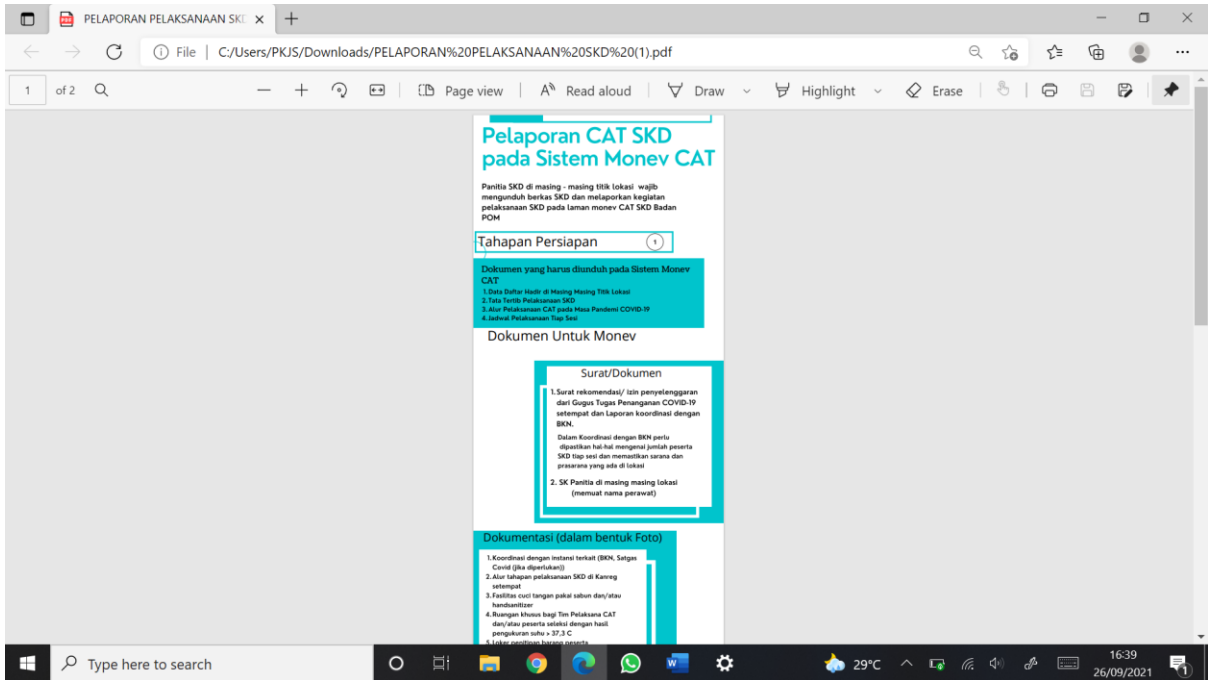 PELAPORAN PELAKSANAAN SKD
File | C:/Users/PKJS/Downloads/PELAPORAN%20PELAKSANAAN%20SKD%20(1).pdf
1 of 2 Page view Read aloud Draw Highlight Erase
Pelaporan CAT SKD
pada Sistem Monev CAT
Panitia SKD di masing - masing titik lokasi wajib
mengunduh berkas SKD dan melaporkan kegiatan
pelaksanaan SKD pada laman monev CAT SKD Badan
POM
Tahapan Persiapan 1
Dokumen yang harus diunduh pada Sistem Monev
CAT
1. Data Daftar Hadir di Masing Masing Titik Lokasi
2. Tata Tertib Pelaksanaan SKD
3. Alur Pelaksanaan CAT pada Masa Pandemi COVID-19
4. Jadwal Pelaksanaan Tiap Sesi
Dokumen Untuk Monev
Surat/Dokumen
1. Surat rekomendasi/ izin penyelenggaran
dari Gugus Tugas Penanganan COVID-19
setempat dan Laporan koordinasi dengan
BKN.
Dalam Koordinasi dengan BKN perlu
dipastikan hal-hal mengenai jumlah peserta
SKD tiap sesi dan memastikan sarana dan
prasarana yang ada di lokasi
2. SK Panitia di masing masing lokasi
(memuat nama perawat)
Dokumentasi (dalam bentuk Foto)
1. Koordinasi dengan instansi terkait (BKN, Satgas
Covid (jika diperlukan))
2. Alur tahapan pelaksanaan SKD di Kanreg
setempat
3. Fasilitas cuci tangan pakai sabun dan/atau
handsanitizer
4. Ruangan khusus bagi Tim Pelaksana CAT
dan/atau peserta seleksi dengan hasil
pengukuran suhu > 37,3 C
5. Loker penitipan barang peserta
Type here to search
29°C
16:39
26/09/2021
1